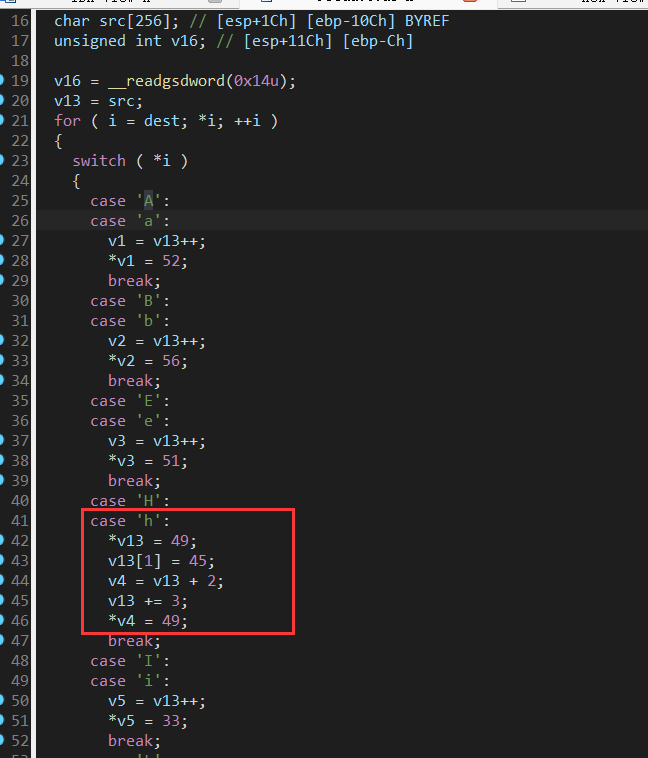 16 char src[256]; // [esp+1Ch] [ebp-10Ch] BYREF
17 unsigned int v16; // [esp+11Ch] [ebp-Ch]
18
19 v16 = __readgsdword(0x14u);
20 v13 = src;
21 for ( i = dest; *i; ++i )
22 {
23 switch ( *i )
24 {
25 case 'A':
26 case 'a':
27 v1 = v13++;
28 *v1 = 52;
29 break;
30 case 'B':
31 case 'b':
32 v2 = v13++;
33 *v2 = 56;
34 break;
35 case 'E':
36 case 'e':
37 v3 = v13++;
38 *v3 = 51;
39 break;
40 case 'H':
41 case 'h':
42 *v13 = 49;
43 v13[1] = 45;
44 v4 = v13 + 2;
45 v13 += 3;
46 *v4 = 49;
47 break;
48 case 'I':
49 case 'i':
50 v5 = v13++;
51 *v5 = 33;
52 break;